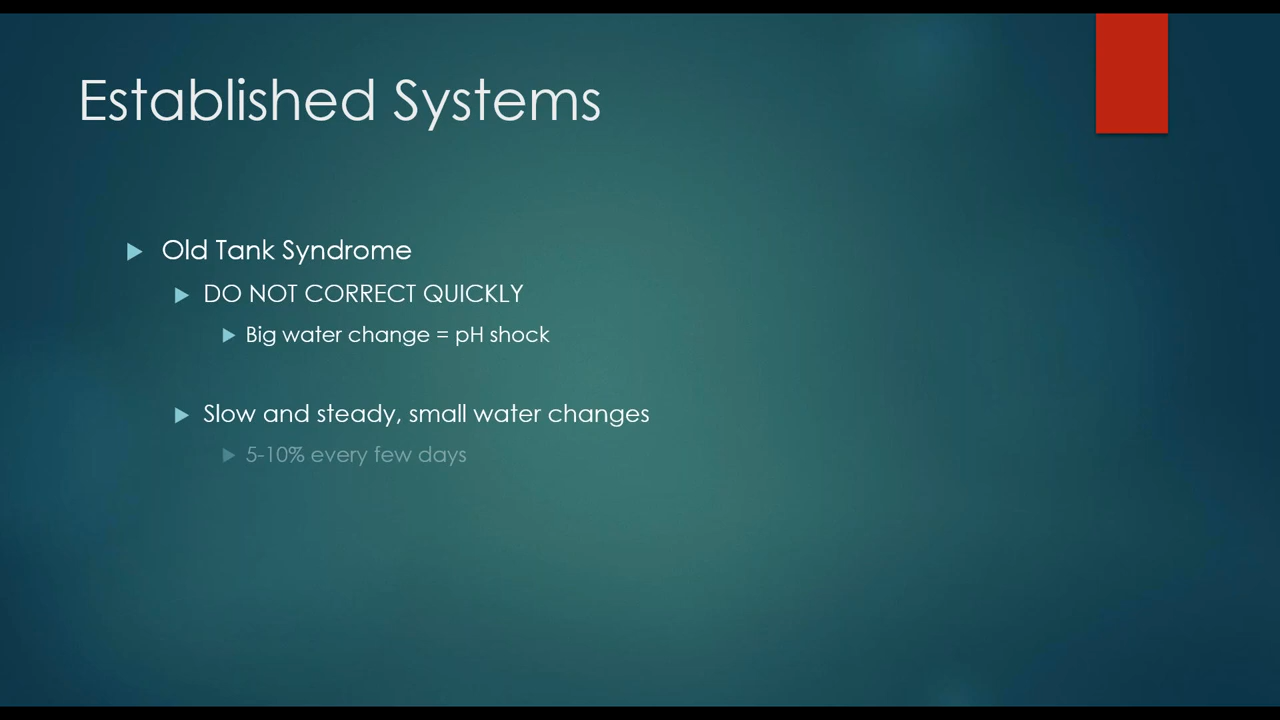 Established Systems
Old Tank Syndrome
DO NOT CORRECT QUICKLY
Big water change = pH shock
Slow and steady, small water changes
5-10% every few days